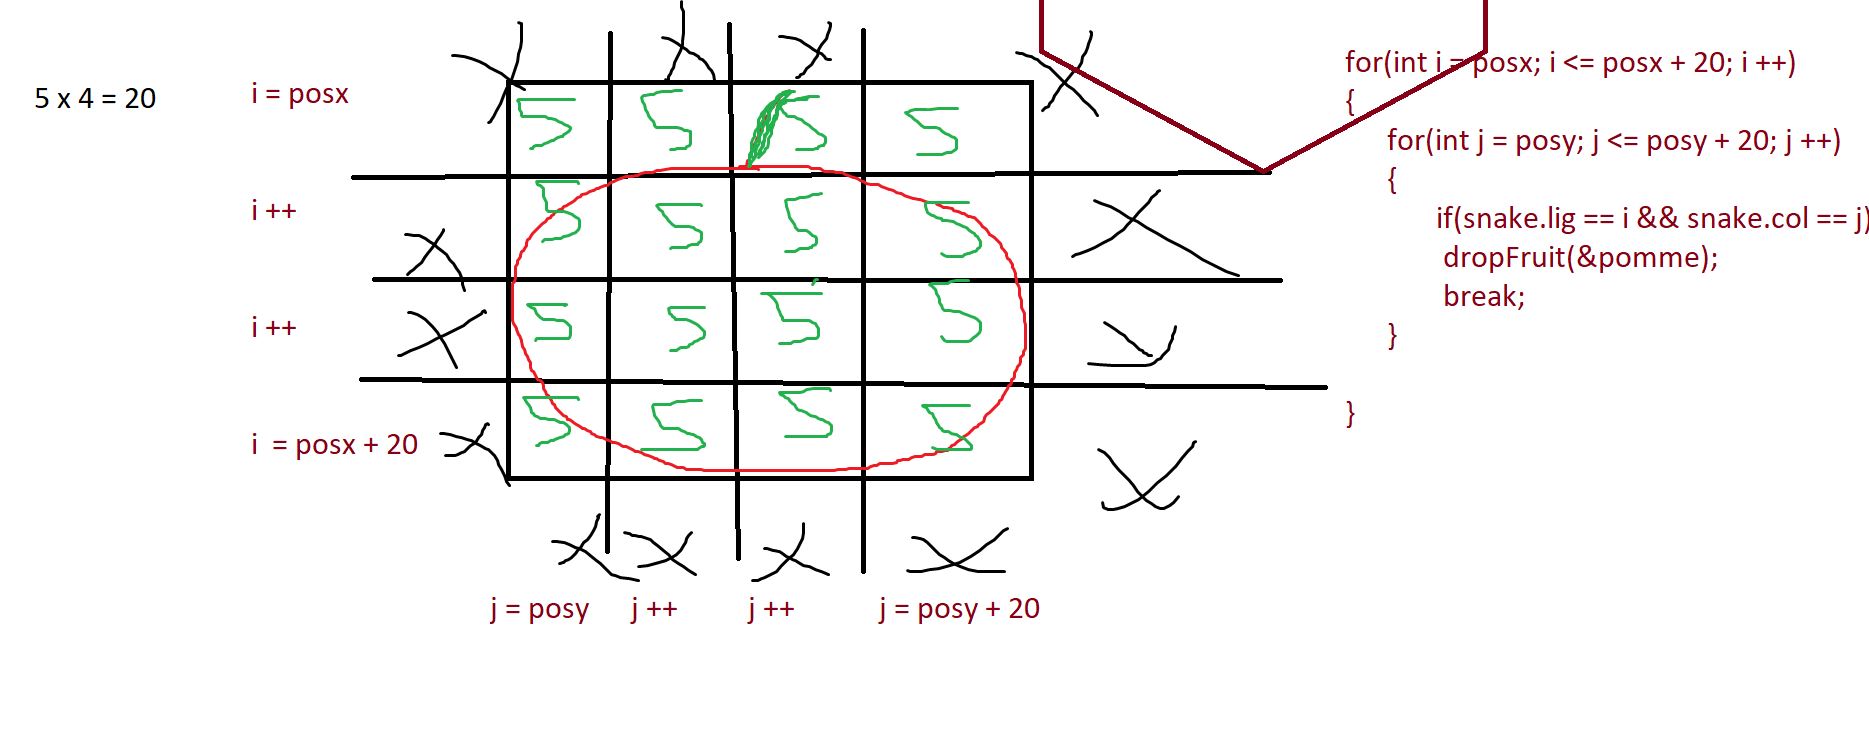 5 x 4 = 20
i = posx
5 5 5 5
i ++
5 5 5 5
i ++
5 5 5 5
i = posx + 20
5 5 5 5
j = posy j ++ j ++ j = posy + 20
for(int i = posx; i <= posx + 20; i ++)
{
for(int j = posy; j <= posy + 20; j ++)
{
if(snake.lig == i && snake.col == j)
dropFruit(&pomme);
break;
}
}